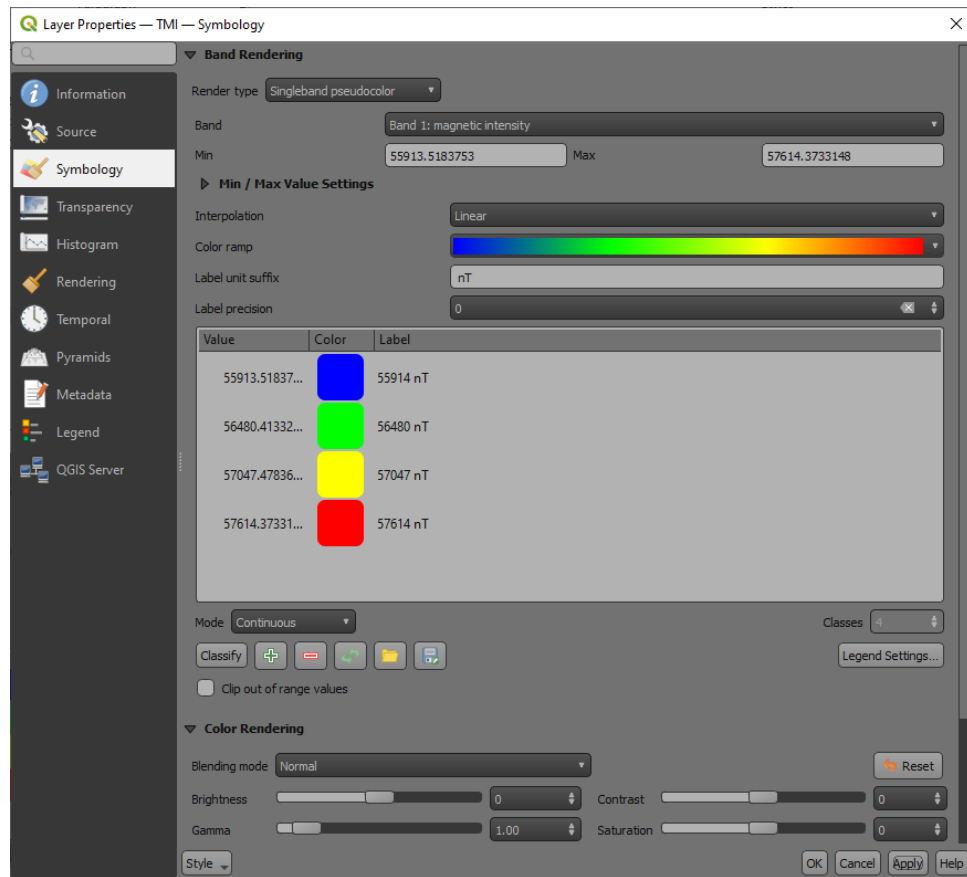 Layer Properties — TMI — Symbology
Information
Source
Symbology
Transparency
Histogram
Rendering
Temporal
Pyramids
Metadata
Legend
QGIS Server
Band Rendering
Render type Singleband pseudocolor
Band Band 1: magnetic intensity
Min 55913.5183753 Max 57614.3733148
Min / Max Value Settings
Interpolation Linear
Color ramp
Label unit suffix nT
Label precision 0
Value Color Label
55913.51837... 55914 nT
56480.41332... 56480 nT
57047.47836... 57047 nT
57614.37331... 57614 nT
Mode Continuous Classes 4
Classify Legend Settings...
Clip out of range values
Color Rendering
Blending mode Normal Reset
Brightness 0 Contrast 0
Gamma 1.00 Saturation 0
Style OK Cancel Apply Help